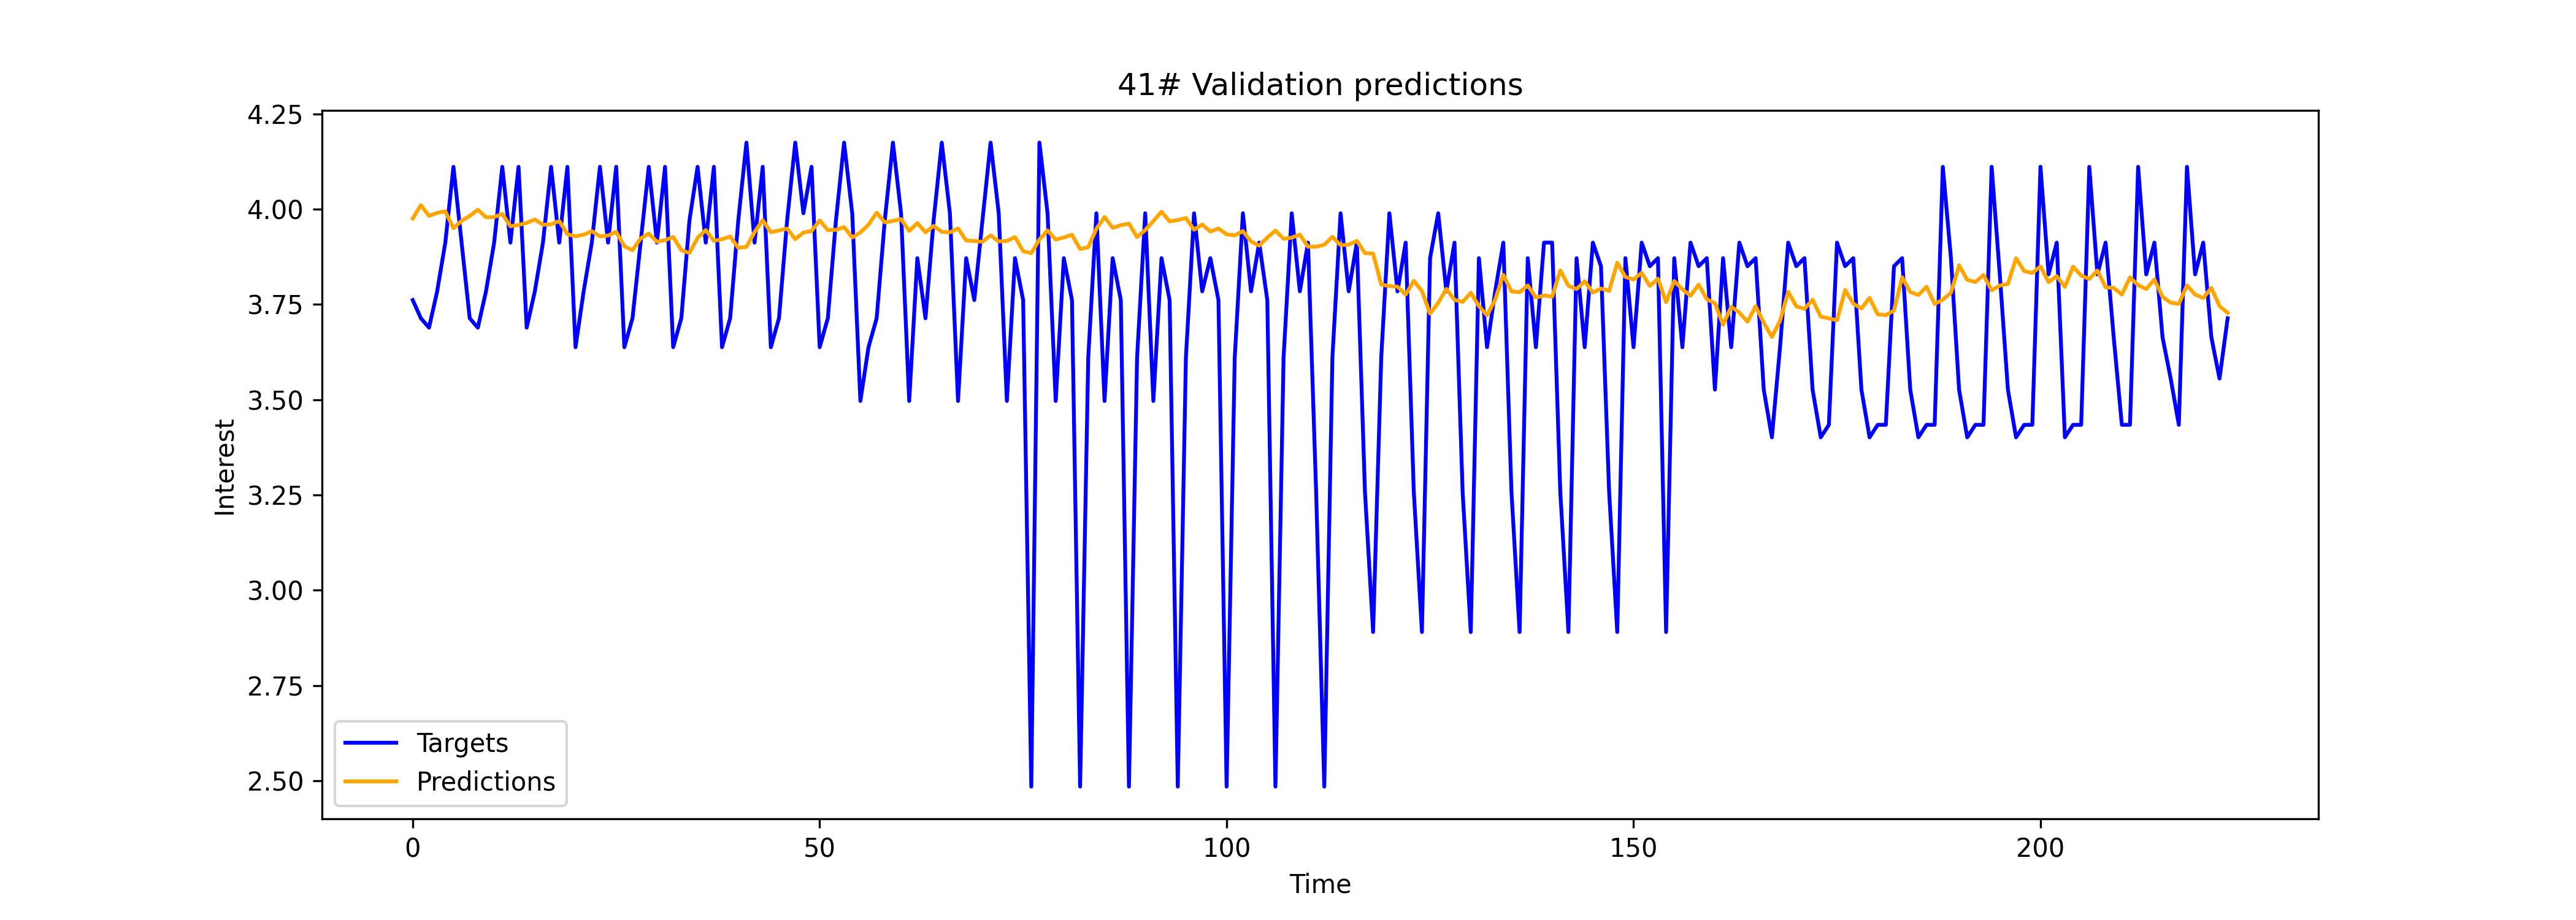 41# Validation predictions
4.25
4.00
3.75
3.50
3.25
3.00
2.75
2.50
Interest
Targets
Predictions
0
50
100
150
200
Time